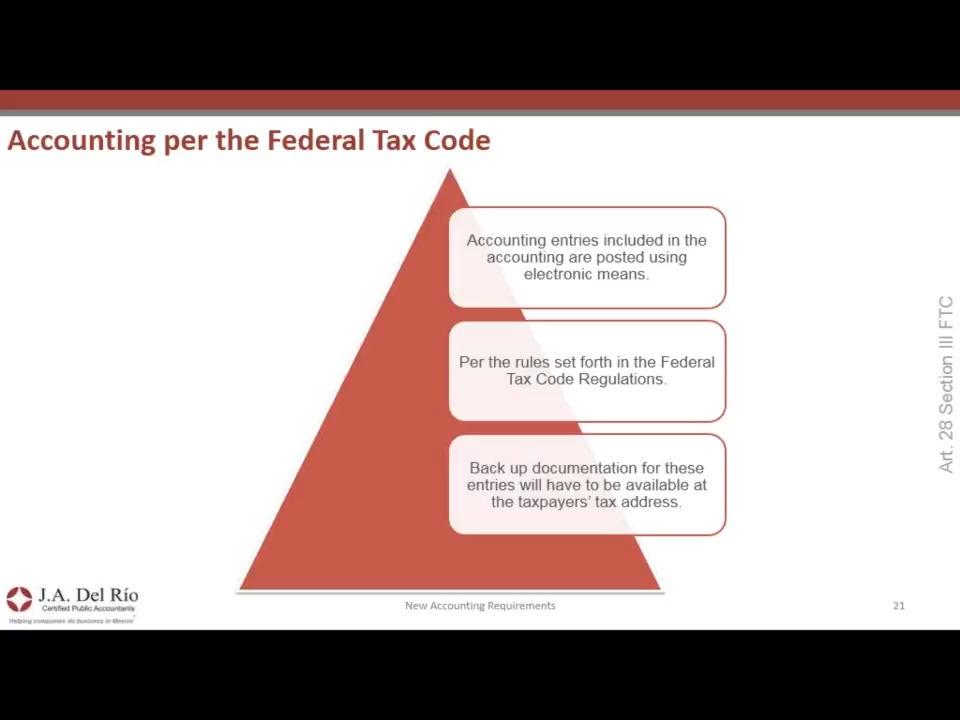 Accounting per the Federal Tax Code
Accounting entries included in the
accounting are posted using
electronic means.
Per the rules set forth in the Federal
Tax Code Regulations.
Back up documentation for these
entries will have to be available at
the taxpayers’ tax address.
Art. 28 Section III FTC
J.A. Del Río
Certified Public Accountants
Helping companies do business in Mexico
New Accounting Requirements
21